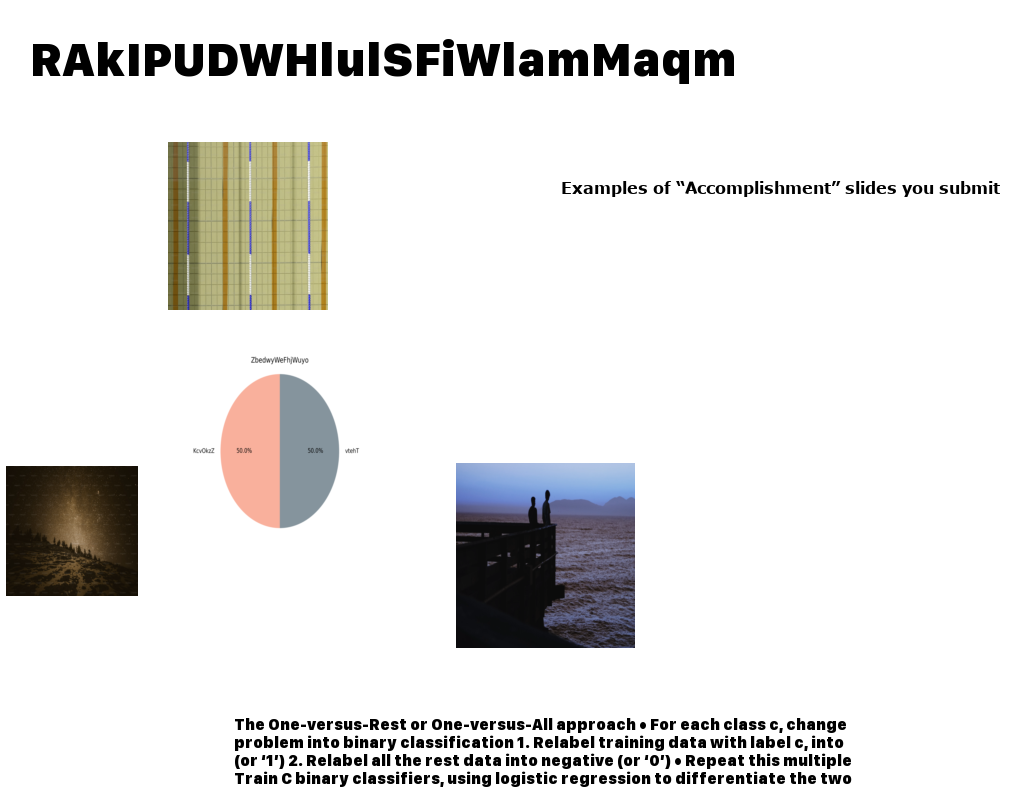 RAkIPUDWHlulSFiWlamMaqm
Examples of “Accomplishment” slides you submit
ZbedwyWeFhjWuyo
KcvOkzZ
50.0%
50.0%
vtehT
The One-versus-Rest or One-versus-All approach • For each class c, change
problem into binary classification 1. Relabel training data with label c, into
(or ‘1’) 2. Relabel all the rest data into negative (or ‘0’) • Repeat this multiple
Train C binary classifiers, using logistic regression to differentiate the two